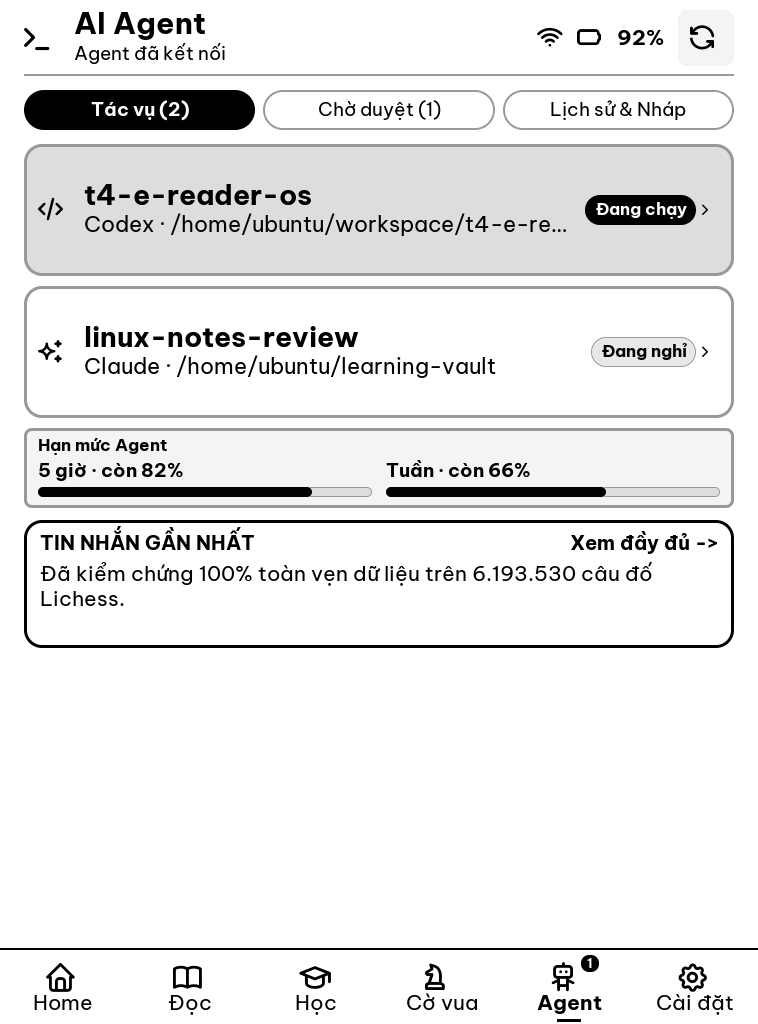 AI Agent
Agent đã kết nối
92%
Tác vụ (2)
Chờ duyệt (1)
Lịch sử & Nháp
t4-e-reader-os
Codex · /home/ubuntu/workspace/t4-e-re...
Đang chạy
linux-notes-review
Claude · /home/ubuntu/learning-vault
Đang nghỉ
Hạn mức Agent
5 giờ · còn 82%
Tuần · còn 66%
TIN NHẮN GẦN NHẤT
Xem đầy đủ ->
Đã kiểm chứng 100% toàn vẹn dữ liệu trên 6.193.530 câu đố
Lichess.
1
Home
Đọc
Học
Cờ vua
Agent
Cài đặt